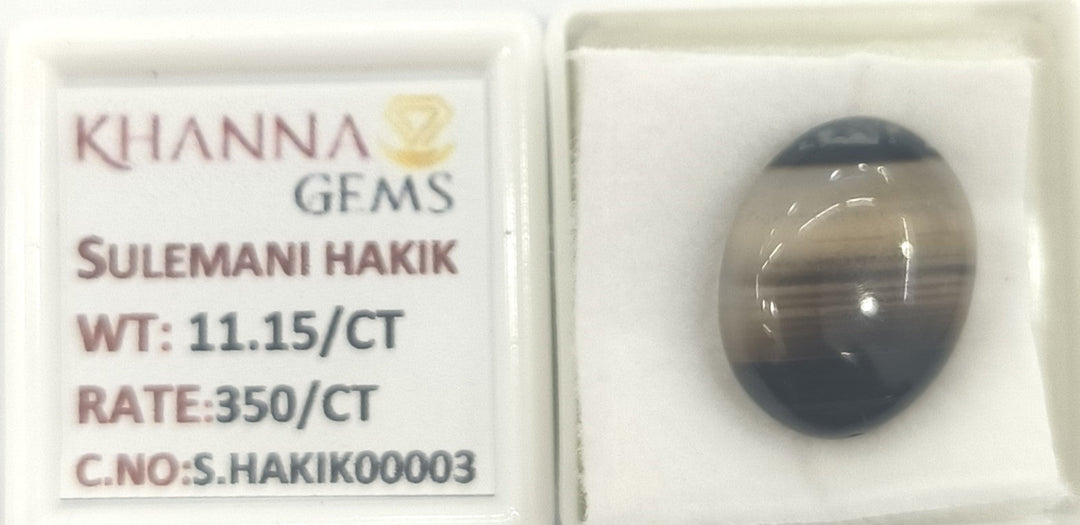 KHANNA
GEMS
SULEMANI HAKIK
WT: 11.15/CT
RATE:350/CT
C.NO:S.HAKIK00003